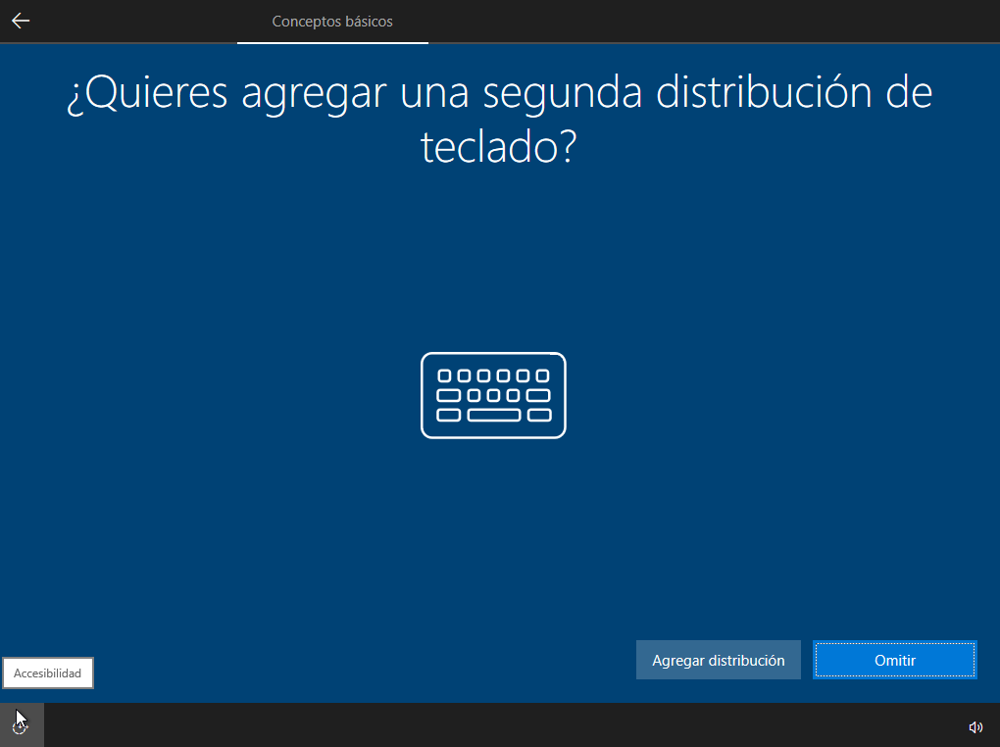 Conceptos básicos
¿Quieres agregar una segunda distribución de
teclado?
Agregar distribución
Omitir
Accesibilidad